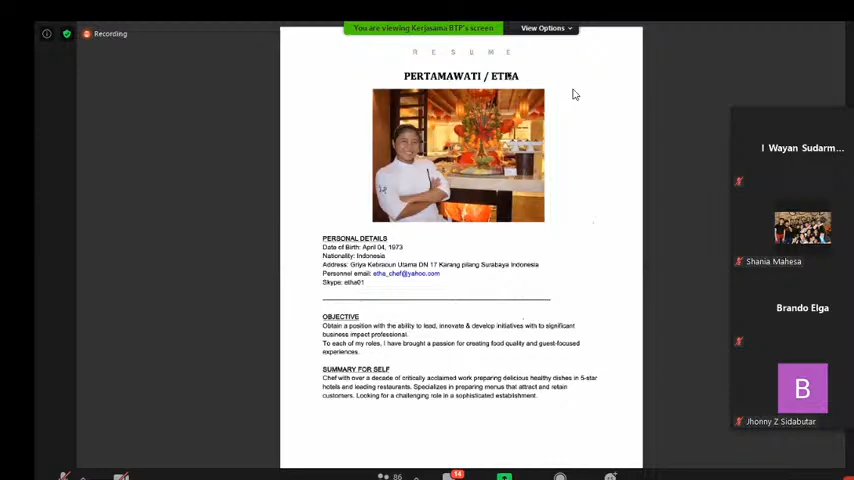 You are viewing Kerjasama BTP's screen
View Options
Recording
RESUME
PERTAMAWATI / ETHA
I Wayan Sudarm...
PERSONAL DETAILS
Date of Birth: April 04, 1973
Nationality: Indonesia
Address: Griya Kebraoun Utama DN 17 Karang pilang Surabaya Indonesia
Personnel email: etha_chef@yahoo.com
Skype: etha01
Shania Mahesa
Brando Elga
OBJECTIVE
Obtain a position with the ability to lead, innovate & develop initiatives with to significant
business impact professional.
To each of my roles, I have brought a passion for creating food quality and guest-focused
experiences.
SUMMARY FOR SELF
Chef with over a decade of critically acclaimed work preparing delicious healthy dishes in 5-star
hotels and leading restaurants. Specializes in preparing menus that attract and retain
customers. Looking for a challenging role in a sophisticated establishment.
B
Jhonny Z Sidabutar
86
14